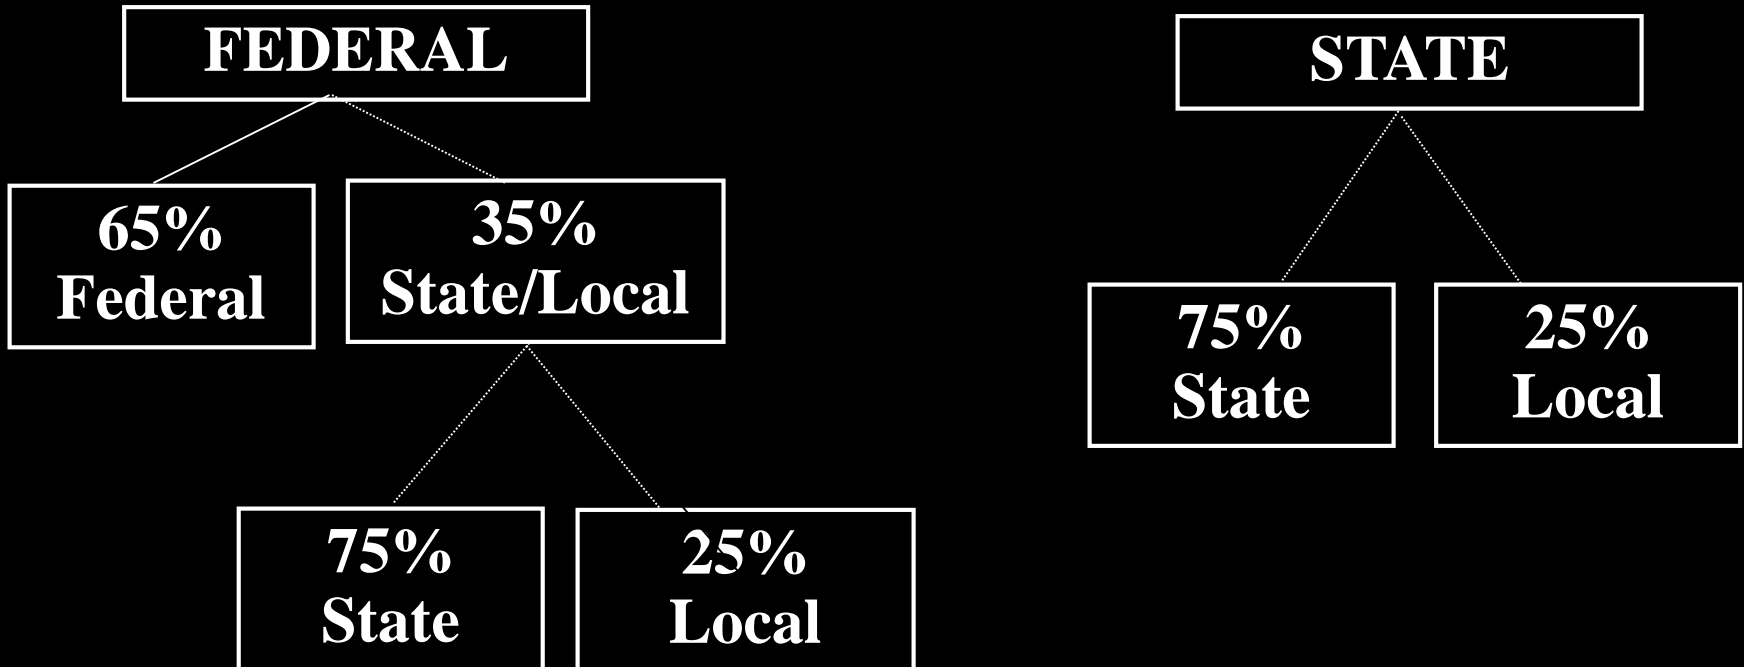 FEDERAL
65%
Federal
35%
State/Local
75%
State
25%
Local
STATE
75%
State
25%
Local